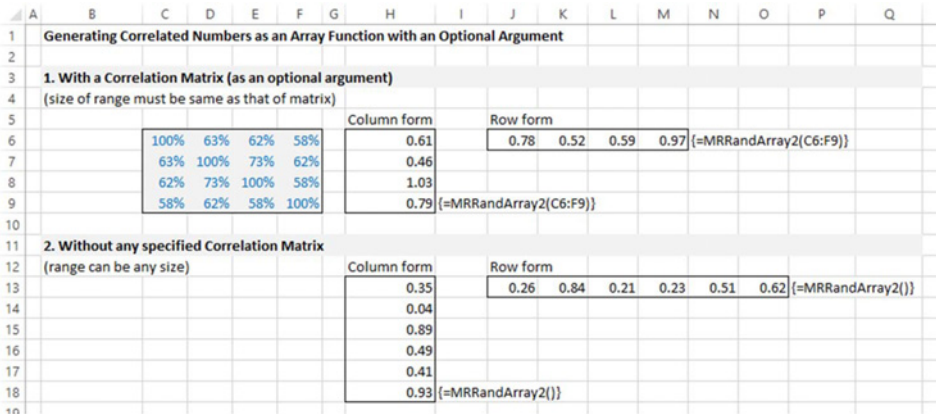 A B C D E F G H I J K L M N O P Q
1 Generating Correlated Numbers as an Array Function with an Optional Argument
2
3 1. With a Correlation Matrix (as an optional argument)
4 (size of range must be same as that of matrix)
5 Column form Row form
6 100% 63% 62% 58% 0.61 0.78 0.52 0.59 0.97 {=MRRandArray2(C6:F9)}
7 63% 100% 73% 62% 0.46
8 62% 73% 100% 58% 1.03
9 58% 62% 58% 100% 0.79 {=MRRandArray2(C6:F9)}
10
11 2. Without any specified Correlation Matrix
12 (range can be any size) Column form Row form
13 0.35 0.26 0.84 0.21 0.23 0.51 0.62 {=MRRandArray2()}
14 0.04
15 0.89
16 0.49
17 0.41
18 0.93 {=MRRandArray2()}